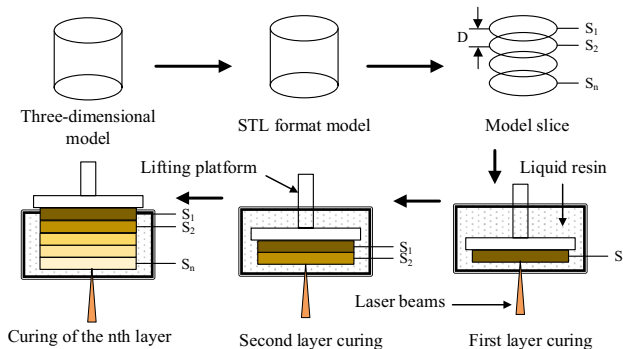 D
S1
S2
Sn
Three-dimensional
model
STL format model
Model slice
Lifting platform
Liquid resin
S1
S2
Sn
S1
S2
S
Laser beams
Curing of the nth layer
Second layer curing
First layer curing